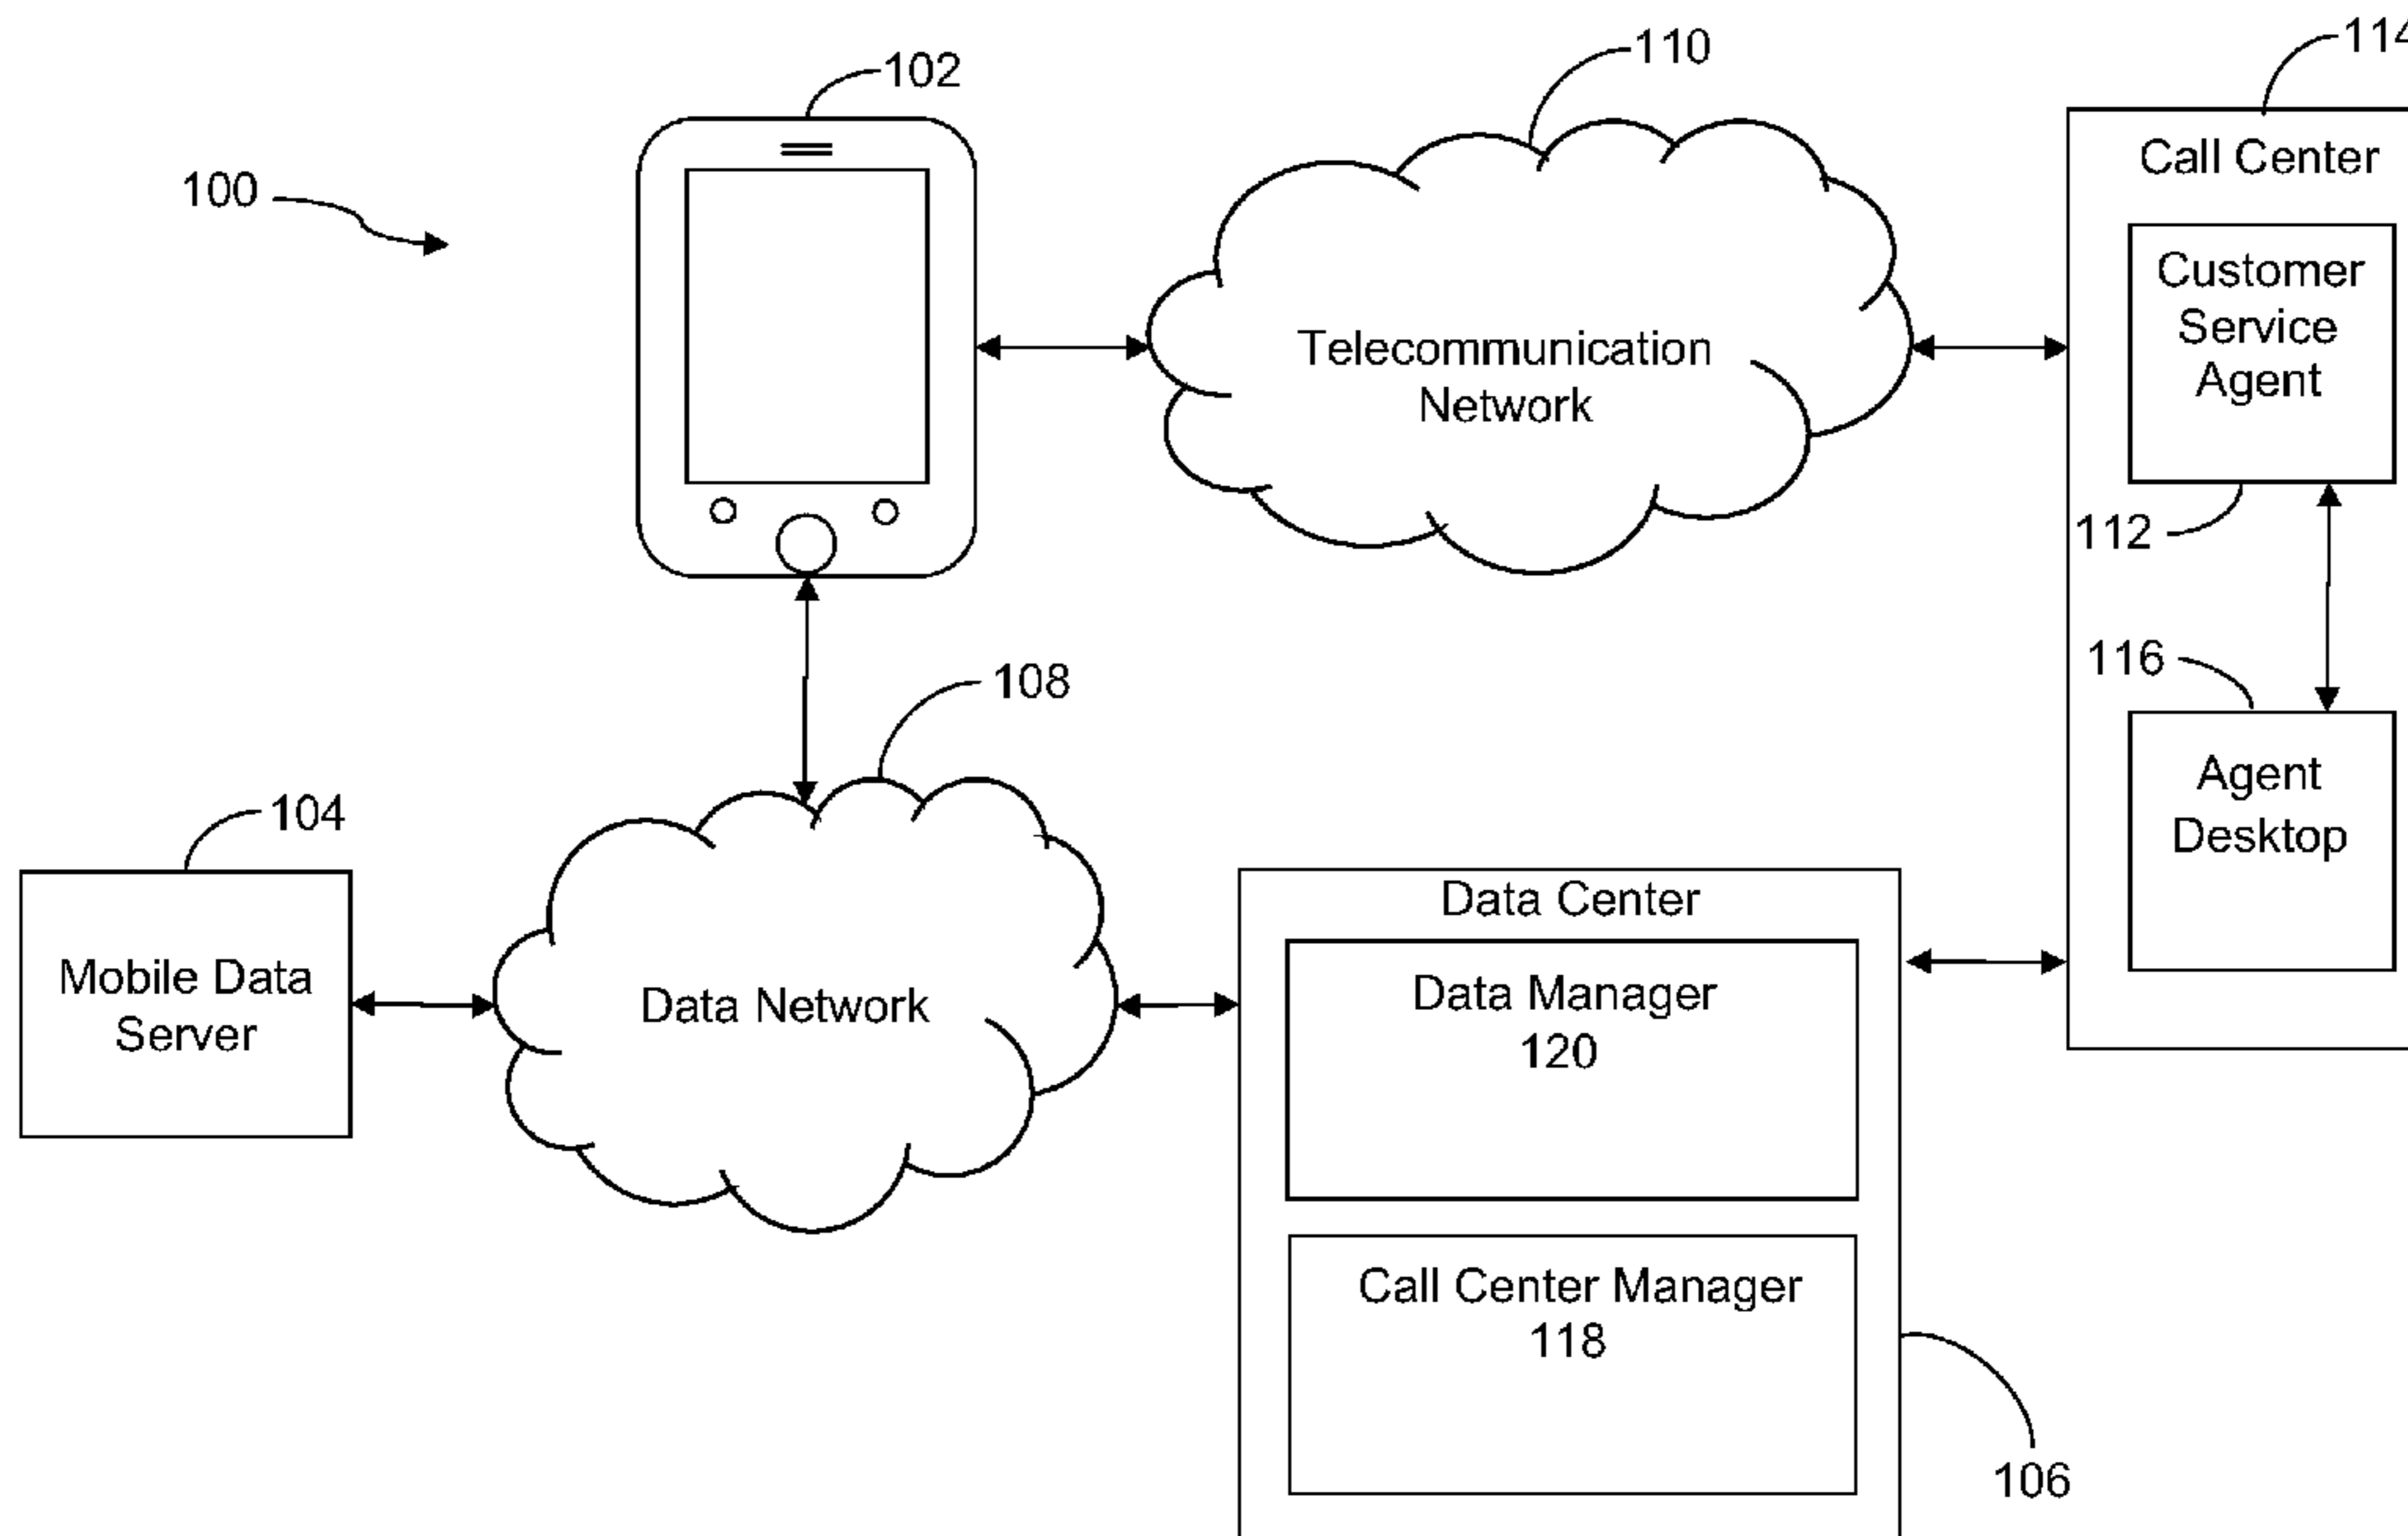 110
114
102
Call Center
100
Customer
Service
Agent
Telecommunication
Network
112
116
108
Agent
Desktop
104
Data Center
Mobile Data
Server
Data Network
Data Manager
120
Call Center Manager
118
106